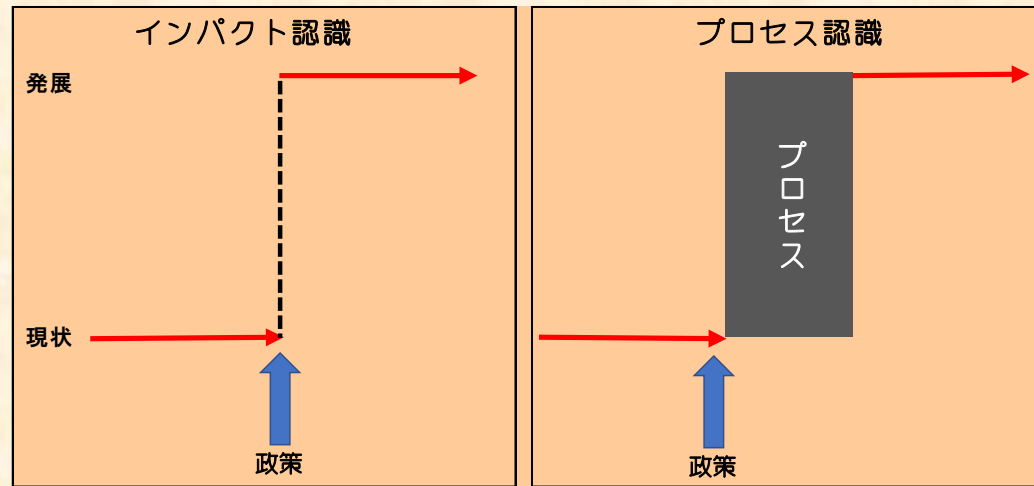 インパクト認識
発展
現状
政策
プロセス認識
プロセス
政策